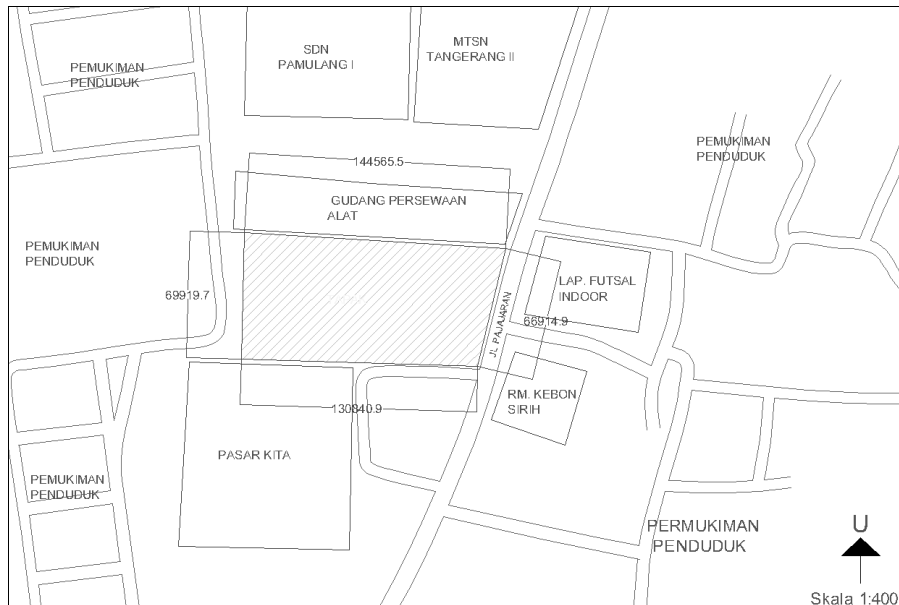 SDN
PAMULANG I
MTSN
TANGERANG II
PEMUKIMAN
PENDUDUK
PEMUKIMAN
PENDUDUK
144565.5
GUDANG PERSEWAAN
ALAT
PEMUKIMAN
PENDUDUK
LAP. FUTSAL
INDOOR
69919.7
66914.9
JL PAJAJARAN
RM. KEBON
SIRIH
130840.9
PASAR KITA
PEMUKIMAN
PENDUDUK
PERMUKIMAN
PENDUDUK
U
Skala 1:400